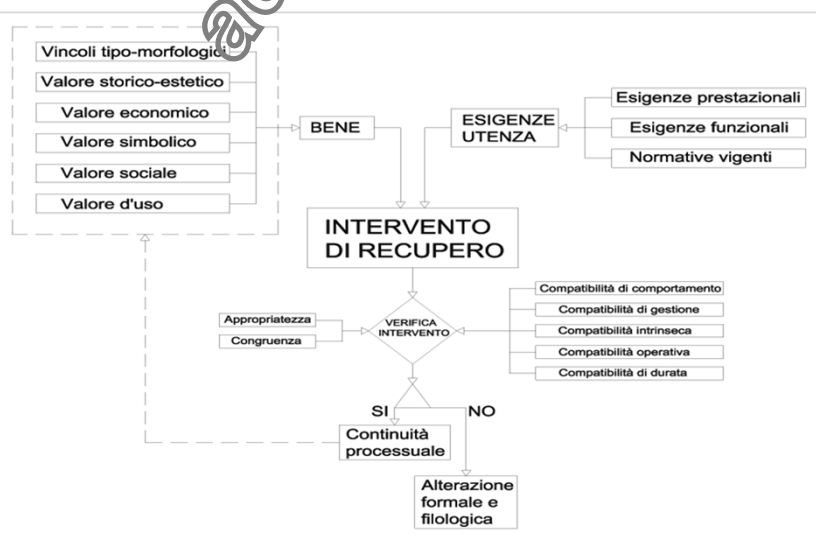 Vincoli tipo-morfologici
Valore storico-estetico
Valore economico
Valore simbolico
Valore sociale
Valore d'uso
BENE
ESIGENZE
UTENZA
Esigenze prestazionali
Esigenze funzionali
Normative vigenti
INTERVENTO
DI RECUPERO
Appropriatezza
Congruenza
VERIFICA
INTERVENTO
Compatibilità di comportamento
Compatibilità di gestione
Compatibilità intrinseca
Compatibilità operativa
Compatibilità di durata
SI
NO
Continuità
processuale
Alterazione
formale e
filologica